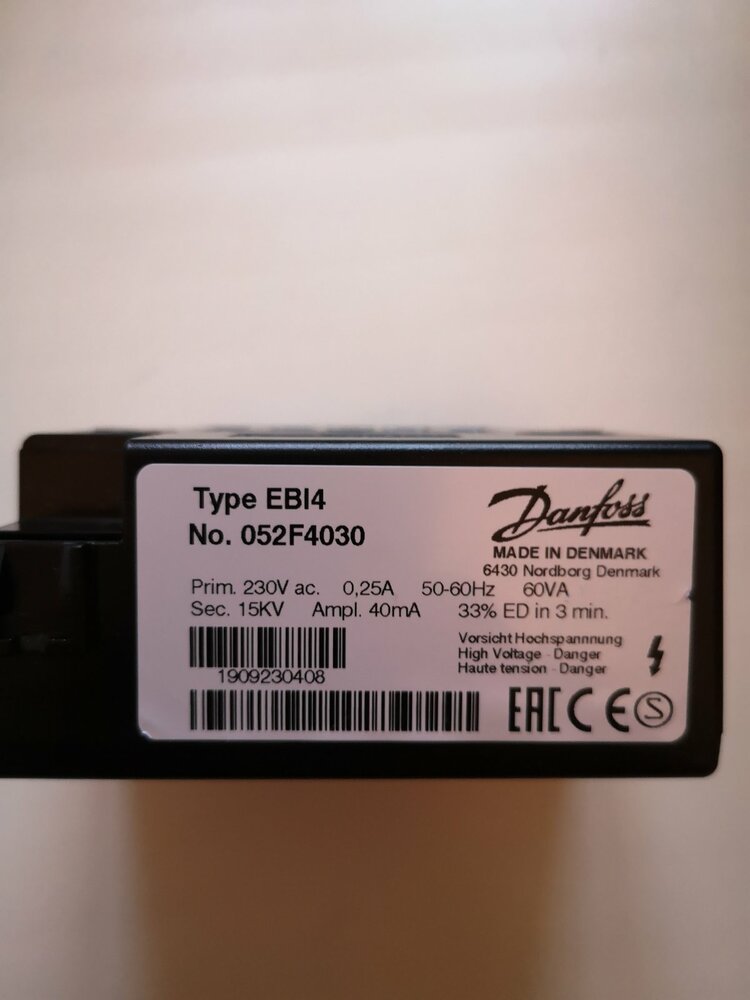 Type EBI4
No. 052F4030
Danfoss
MADE IN DENMARK
6430 Nordborg Denmark
Prim. 230V ac. 0,25A 50-60Hz 60VA
Sec. 15KV Ampl. 40mA 33% ED in 3 min.
Vorsicht Hochspannnung
High Voltage - Danger
Haute tension - Danger
1909230408
EAC CE S